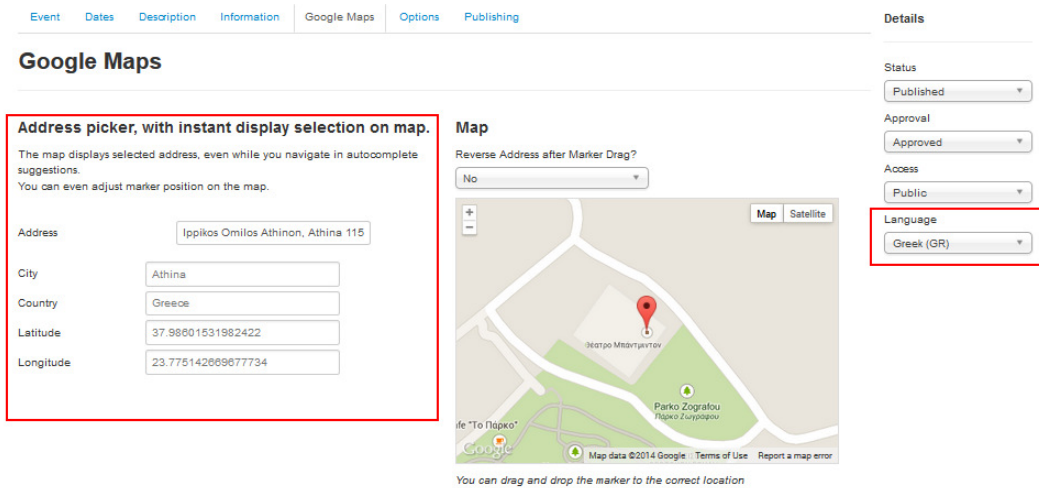 Event Dates Description Information Google Maps Options Publishing
Google Maps
Address picker, with instant display selection on map.
The map displays selected address, even while you navigate in autocomplete
suggestions.
You can even adjust marker position on the map.
Address Ippikos Omilos Athinon, Athina 115
City Athina
Country Greece
Latitude 37.98601531982422
Longitude 23.775142669677734
Map
Reverse Address after Marker Drag?
No
+
−
Map Satellite
Θέατρο Μπάντμιντον
Parko Zografou
Πάρκο Ζωγράφου
fe "Το Πάρκο"
Google
Map data ©2014 Google Terms of Use Report a map error
You can drag and drop the marker to the correct location
Details
Status
Published
Approval
Approved
Access
Public
Language
Greek (GR)